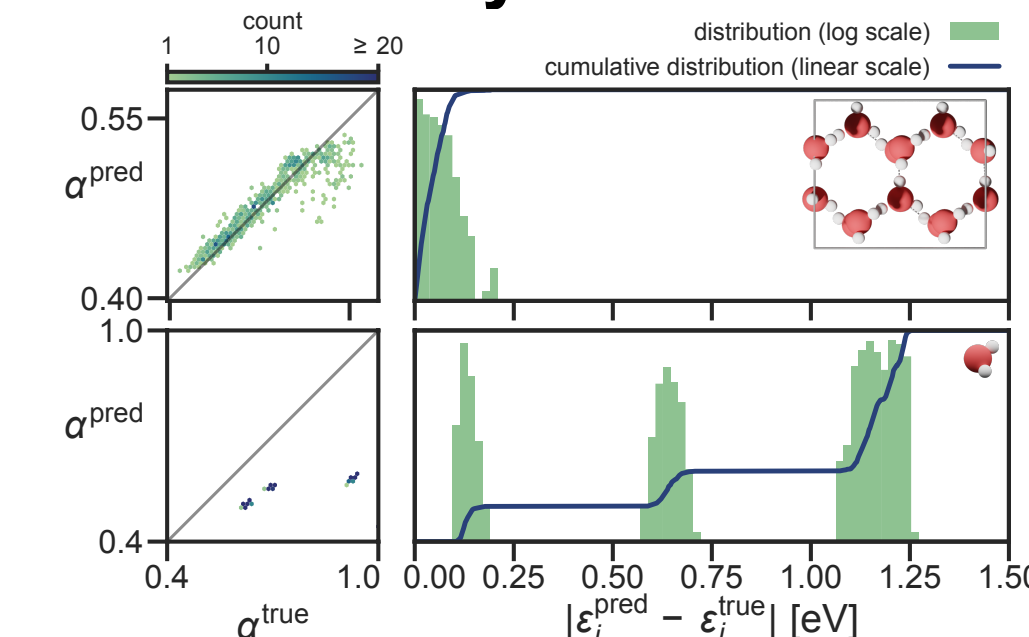 y
count
1 10 ≥ 20
distribution (log scale)
cumulative distribution (linear scale)
0.55
α^pred
0.40
1.0
α^pred
0.4
0.4 1.0
α^true
0.00 0.25 0.50 0.75 1.00 1.25 1.50
|ε_i^pred − ε_i^true| [eV]